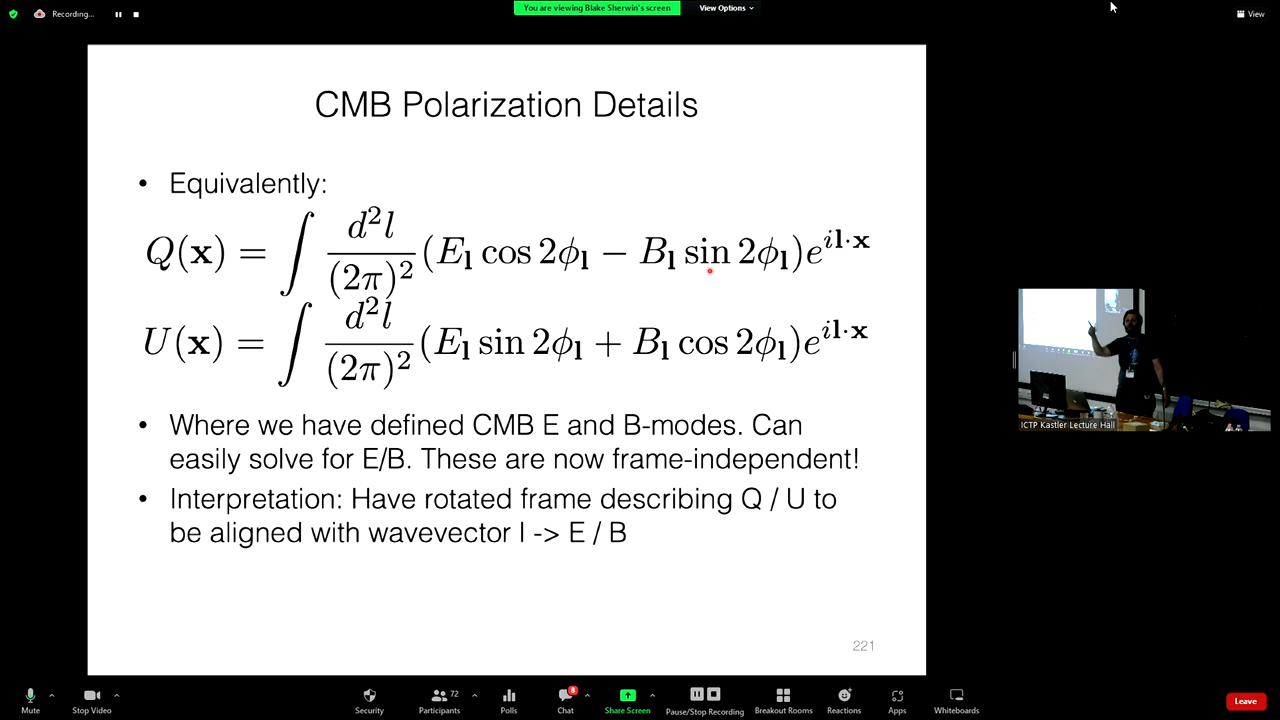 Recording...
You are viewing Blake Sherwin's screen
View Options
View
CMB Polarization Details
• Equivalently:
Q(𝐱) = ∫ d²l/(2π)² (E_𝐥 cos 2ϕ_𝐥 − B_𝐥 sin 2ϕ_𝐥)e^{i𝐥·𝐱}
U(𝐱) = ∫ d²l/(2π)² (E_𝐥 sin 2ϕ_𝐥 + B_𝐥 cos 2ϕ_𝐥)e^{i𝐥·𝐱}
• Where we have defined CMB E and B-modes. Can
easily solve for E/B. These are now frame-independent!
• Interpretation: Have rotated frame describing Q / U to
be aligned with wavevector l -> E / B
221
ICTP Kastler Lecture Hall
Mute
Stop Video
Security
72
Participants
Polls
8
Chat
Share Screen
Pause/Stop Recording
Breakout Rooms
Reactions
Apps
Whiteboards
Leave